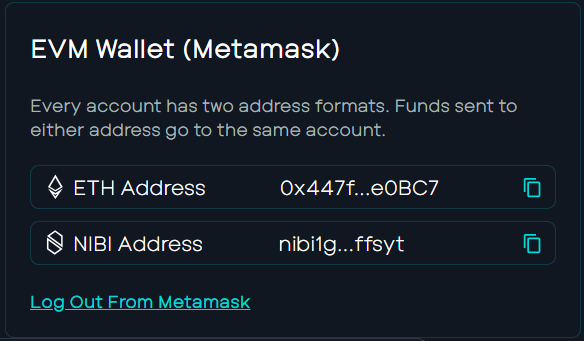 EVM Wallet (Metamask)
Every account has two address formats. Funds sent to
either address go to the same account.
ETH Address 0x447f...e0BC7
NIBI Address nibi1g...ffsyt
Log Out From Metamask